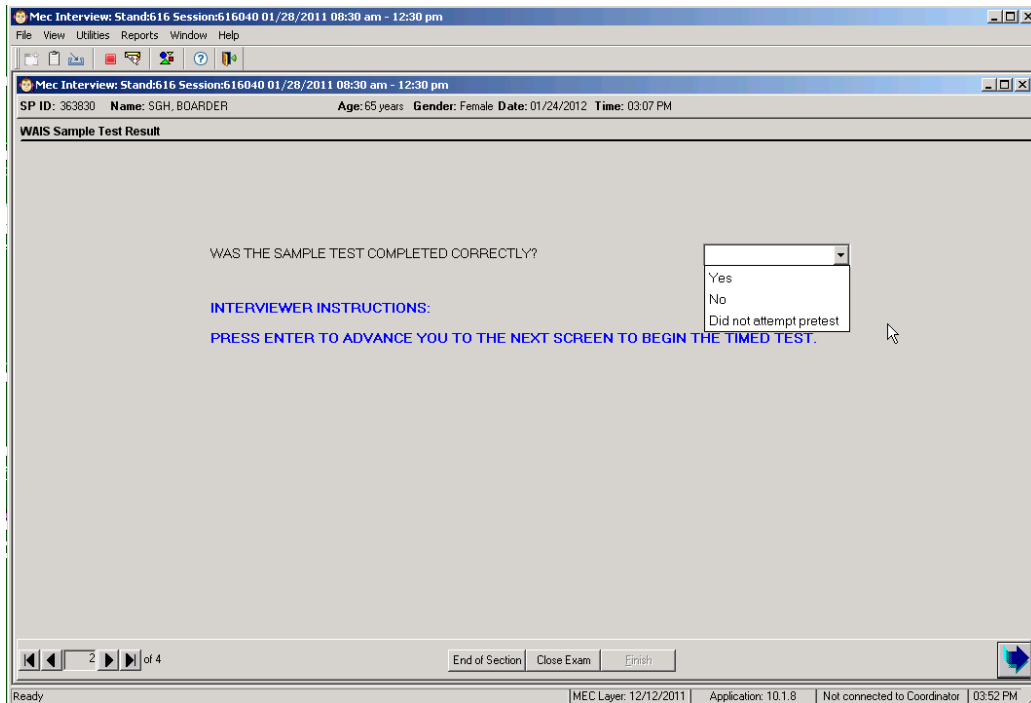 Mec Interview: Stand:616 Session:616040 01/28/2011 08:30 am - 12:30 pm
File View Utilities Reports Window Help
Mec Interview: Stand:616 Session:616040 01/28/2011 08:30 am - 12:30 pm
SP ID: 363830 Name: SGH, BOARDER Age: 65 years Gender: Female Date: 01/24/2012 Time: 03:07 PM
WAIS Sample Test Result
WAS THE SAMPLE TEST COMPLETED CORRECTLY?
Yes
No
Did not attempt pretest
INTERVIEWER INSTRUCTIONS:
PRESS ENTER TO ADVANCE YOU TO THE NEXT SCREEN TO BEGIN THE TIMED TEST.
2 of 4 End of Section Close Exam Finish
Ready MEC Layer: 12/12/2011 Application: 10.1.8 Not connected to Coordinator 03:52 PM